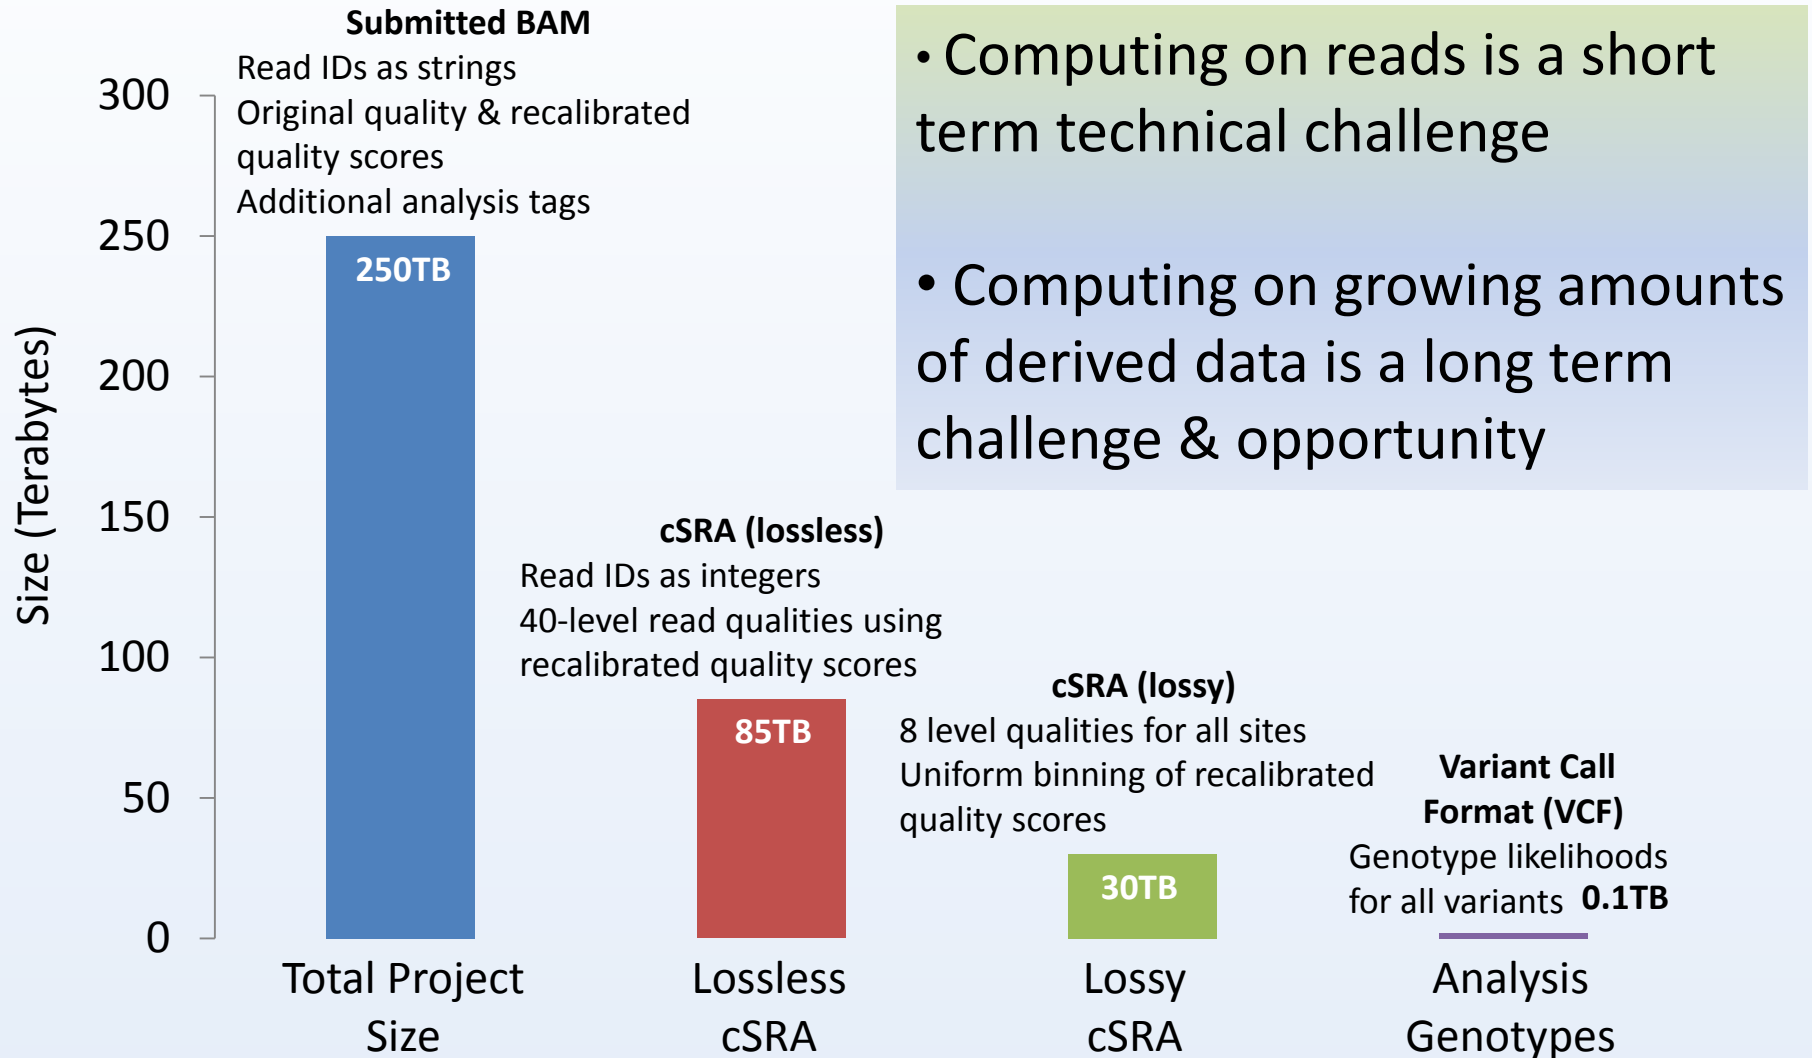 Submitted BAM
Read IDs as strings
Original quality & recalibrated
quality scores
Additional analysis tags
• Computing on reads is a short
term technical challenge
• Computing on growing amounts
of derived data is a long term
challenge & opportunity
Size (Terabytes)
300
250
200
150
100
50
0
250TB
cSRA (lossless)
Read IDs as integers
40-level read qualities using
recalibrated quality scores
85TB
cSRA (lossy)
8 level qualities for all sites
Uniform binning of recalibrated
quality scores
30TB
Variant Call
Format (VCF)
Genotype likelihoods
for all variants 0.1TB
Total Project
Size
Lossless
cSRA
Lossy
cSRA
Analysis
Genotypes